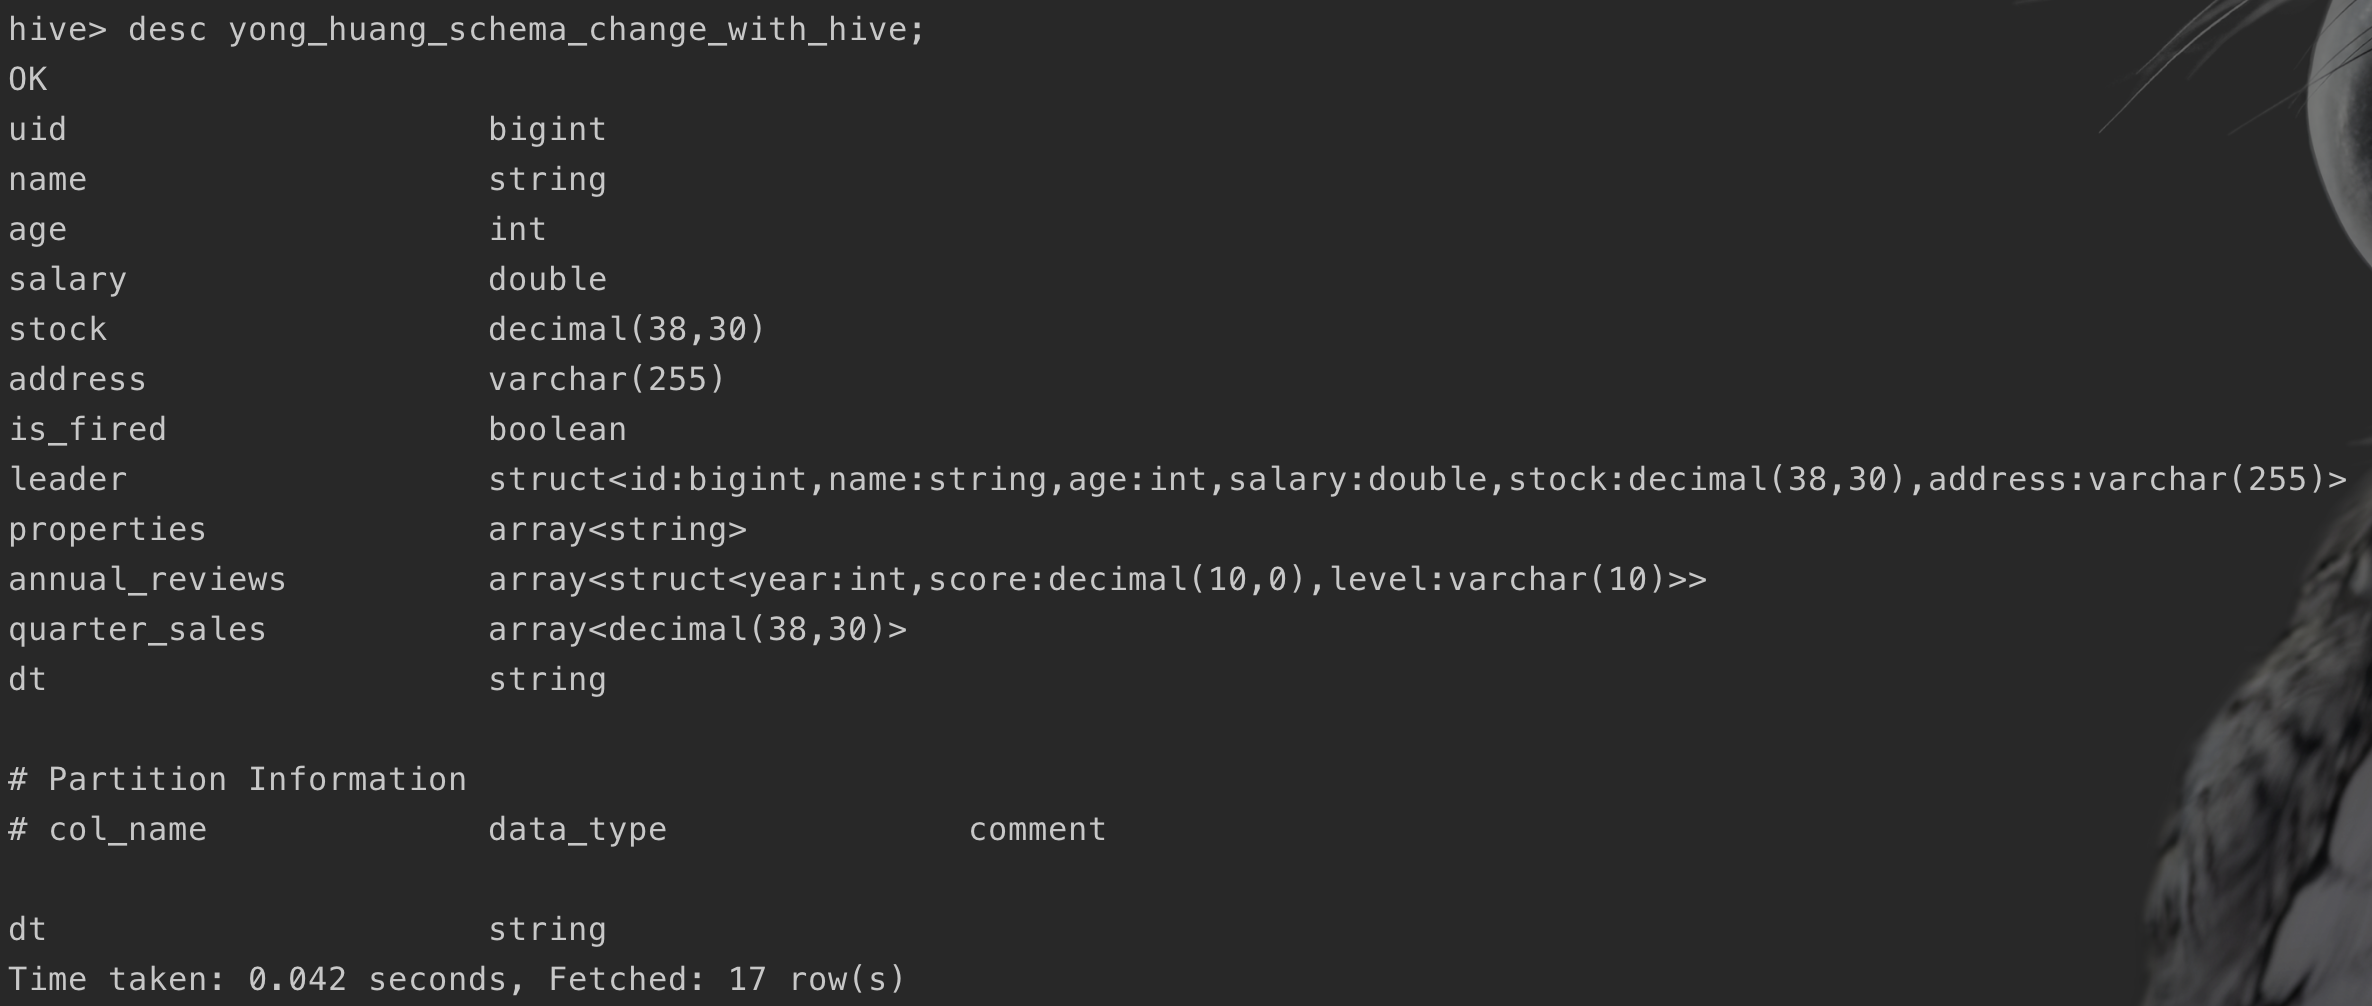 hive> desc yong_huang_schema_change_with_hive;
OK
uid                     bigint
name                    string
age                     int
salary                  double
stock                   decimal(38,30)
address                 varchar(255)
is_fired                boolean
leader                  struct<id:bigint,name:string,age:int,salary:double,stock:decimal(38,30),address:varchar(255)>
properties              array<string>
annual_reviews          array<struct<year:int,score:decimal(10,0),level:varchar(10)>>
quarter_sales           array<decimal(38,30)>
dt                      string
# Partition Information
# col_name              data_type               comment
dt                      string
Time taken: 0.042 seconds, Fetched: 17 row(s)